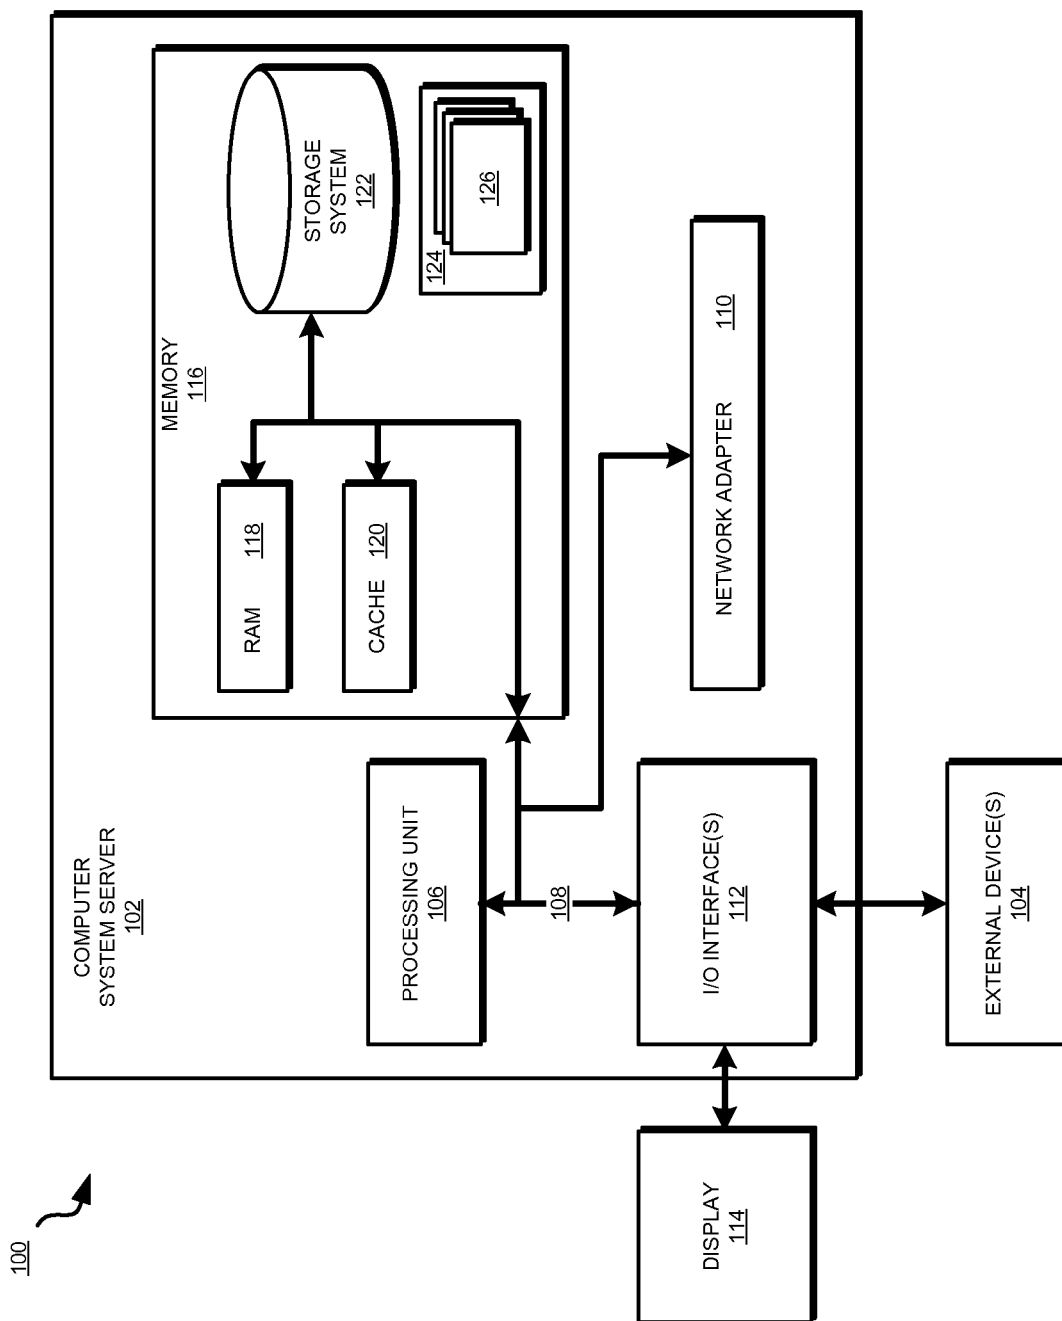 100
COMPUTER
SYSTEM SERVER
102
MEMORY
116
RAM 118
CACHE 120
STORAGE
SYSTEM
122
124
126
PROCESSING UNIT
106
108
I/O INTERFACE(S)
112
NETWORK ADAPTER 110
DISPLAY
114
EXTERNAL DEVICE(S)
104